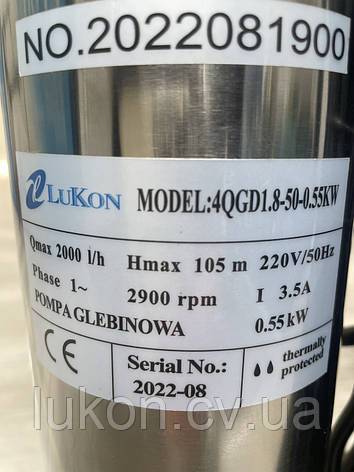 NO.2022081900
LUKON MODEL:4QGD1.8-50-0.55KW
Qmax 2000 l/h Hmax 105 m 220V/50Hz
Phase 1~ 2900 rpm I 3.5A
POMPA GLEBINOWA 0.55 kW
CE Serial No.: 2022-08 thermally protected
lukon.cv.ua